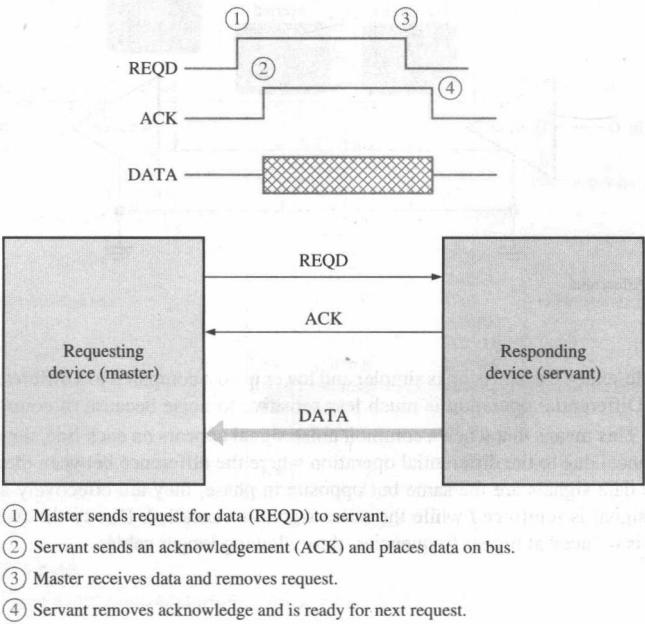 ① ③
REQD
② ④
ACK
DATA
REQD
ACK
Requesting
device (master)
Responding
device (servant)
DATA
① Master sends request for data (REQD) to servant.
② Servant sends an acknowledgement (ACK) and places data on bus.
③ Master receives data and removes request.
④ Servant removes acknowledge and is ready for next request.